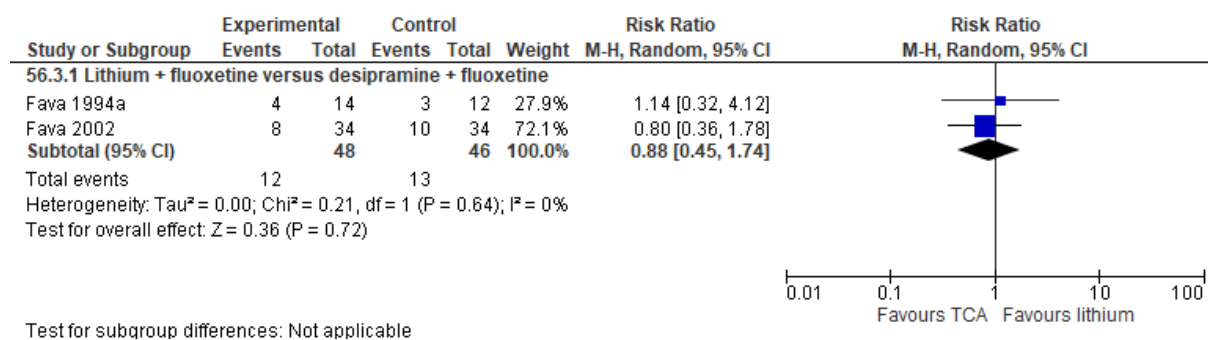 Experimental Control Risk Ratio Risk Ratio
Study or Subgroup Events Total Events Total Weight M-H, Random, 95% CI M-H, Random, 95% CI
56.3.1 Lithium + fluoxetine versus desipramine + fluoxetine
Fava 1994a 4 14 3 12 27.9% 1.14 [0.32, 4.12]
Fava 2002 8 34 10 34 72.1% 0.80 [0.36, 1.78]
Subtotal (95% CI) 48 46 100.0% 0.88 [0.45, 1.74]
Total events 12 13
Heterogeneity: Tau² = 0.00; Chi² = 0.21, df = 1 (P = 0.64); I² = 0%
Test for overall effect: Z = 0.36 (P = 0.72)
0.01 0.1 1 10 100
Favours TCA Favours lithium
Test for subgroup differences: Not applicable